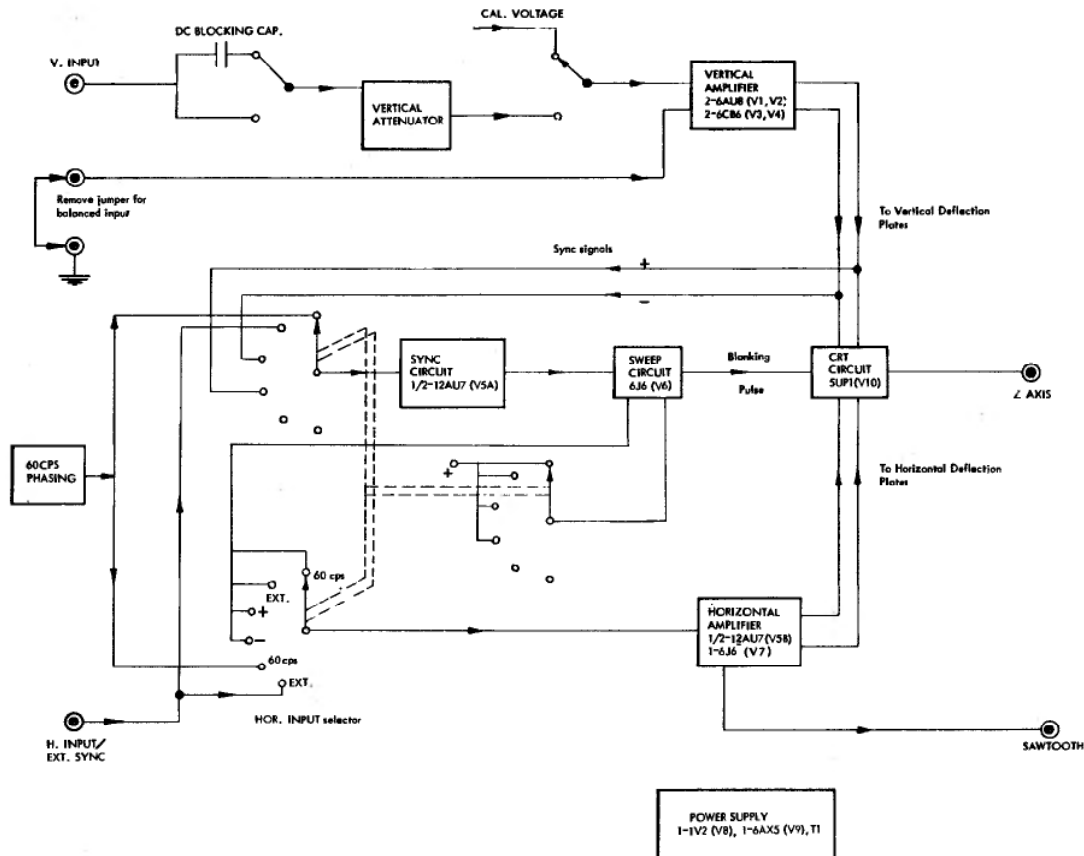 CAL. VOLTAGE
DC BLOCKING CAP.
V. INPUT
VERTICAL
ATTENUATOR
VERTICAL
AMPLIFIER
2-6AU8 (V1, V2)
2-6CB6 (V3, V4)
Remove jumper for
balanced input
To Vertical Deflection
Plates
Sync signals
+
-
SYNC
CIRCUIT
1/2-12AU7 (V5A)
SWEEP
CIRCUIT
6J6 (V6)
Blanking
Pulse
CRT
CIRCUIT
5UP1(V10)
Z AXIS
60CPS
PHASING
+
To Horizontal Deflection
Plates
60 cps
EXT.
+
-
60cps
EXT.
HOR. INPUT selector
HORIZONTAL
AMPLIFIER
1/2-12AU7 (V5B)
1-6J6 (V7)
H. INPUT/
EXT. SYNC
SAWTOOTH
POWER SUPPLY
1-1V2 (V8), 1-6AX5 (V9), T1